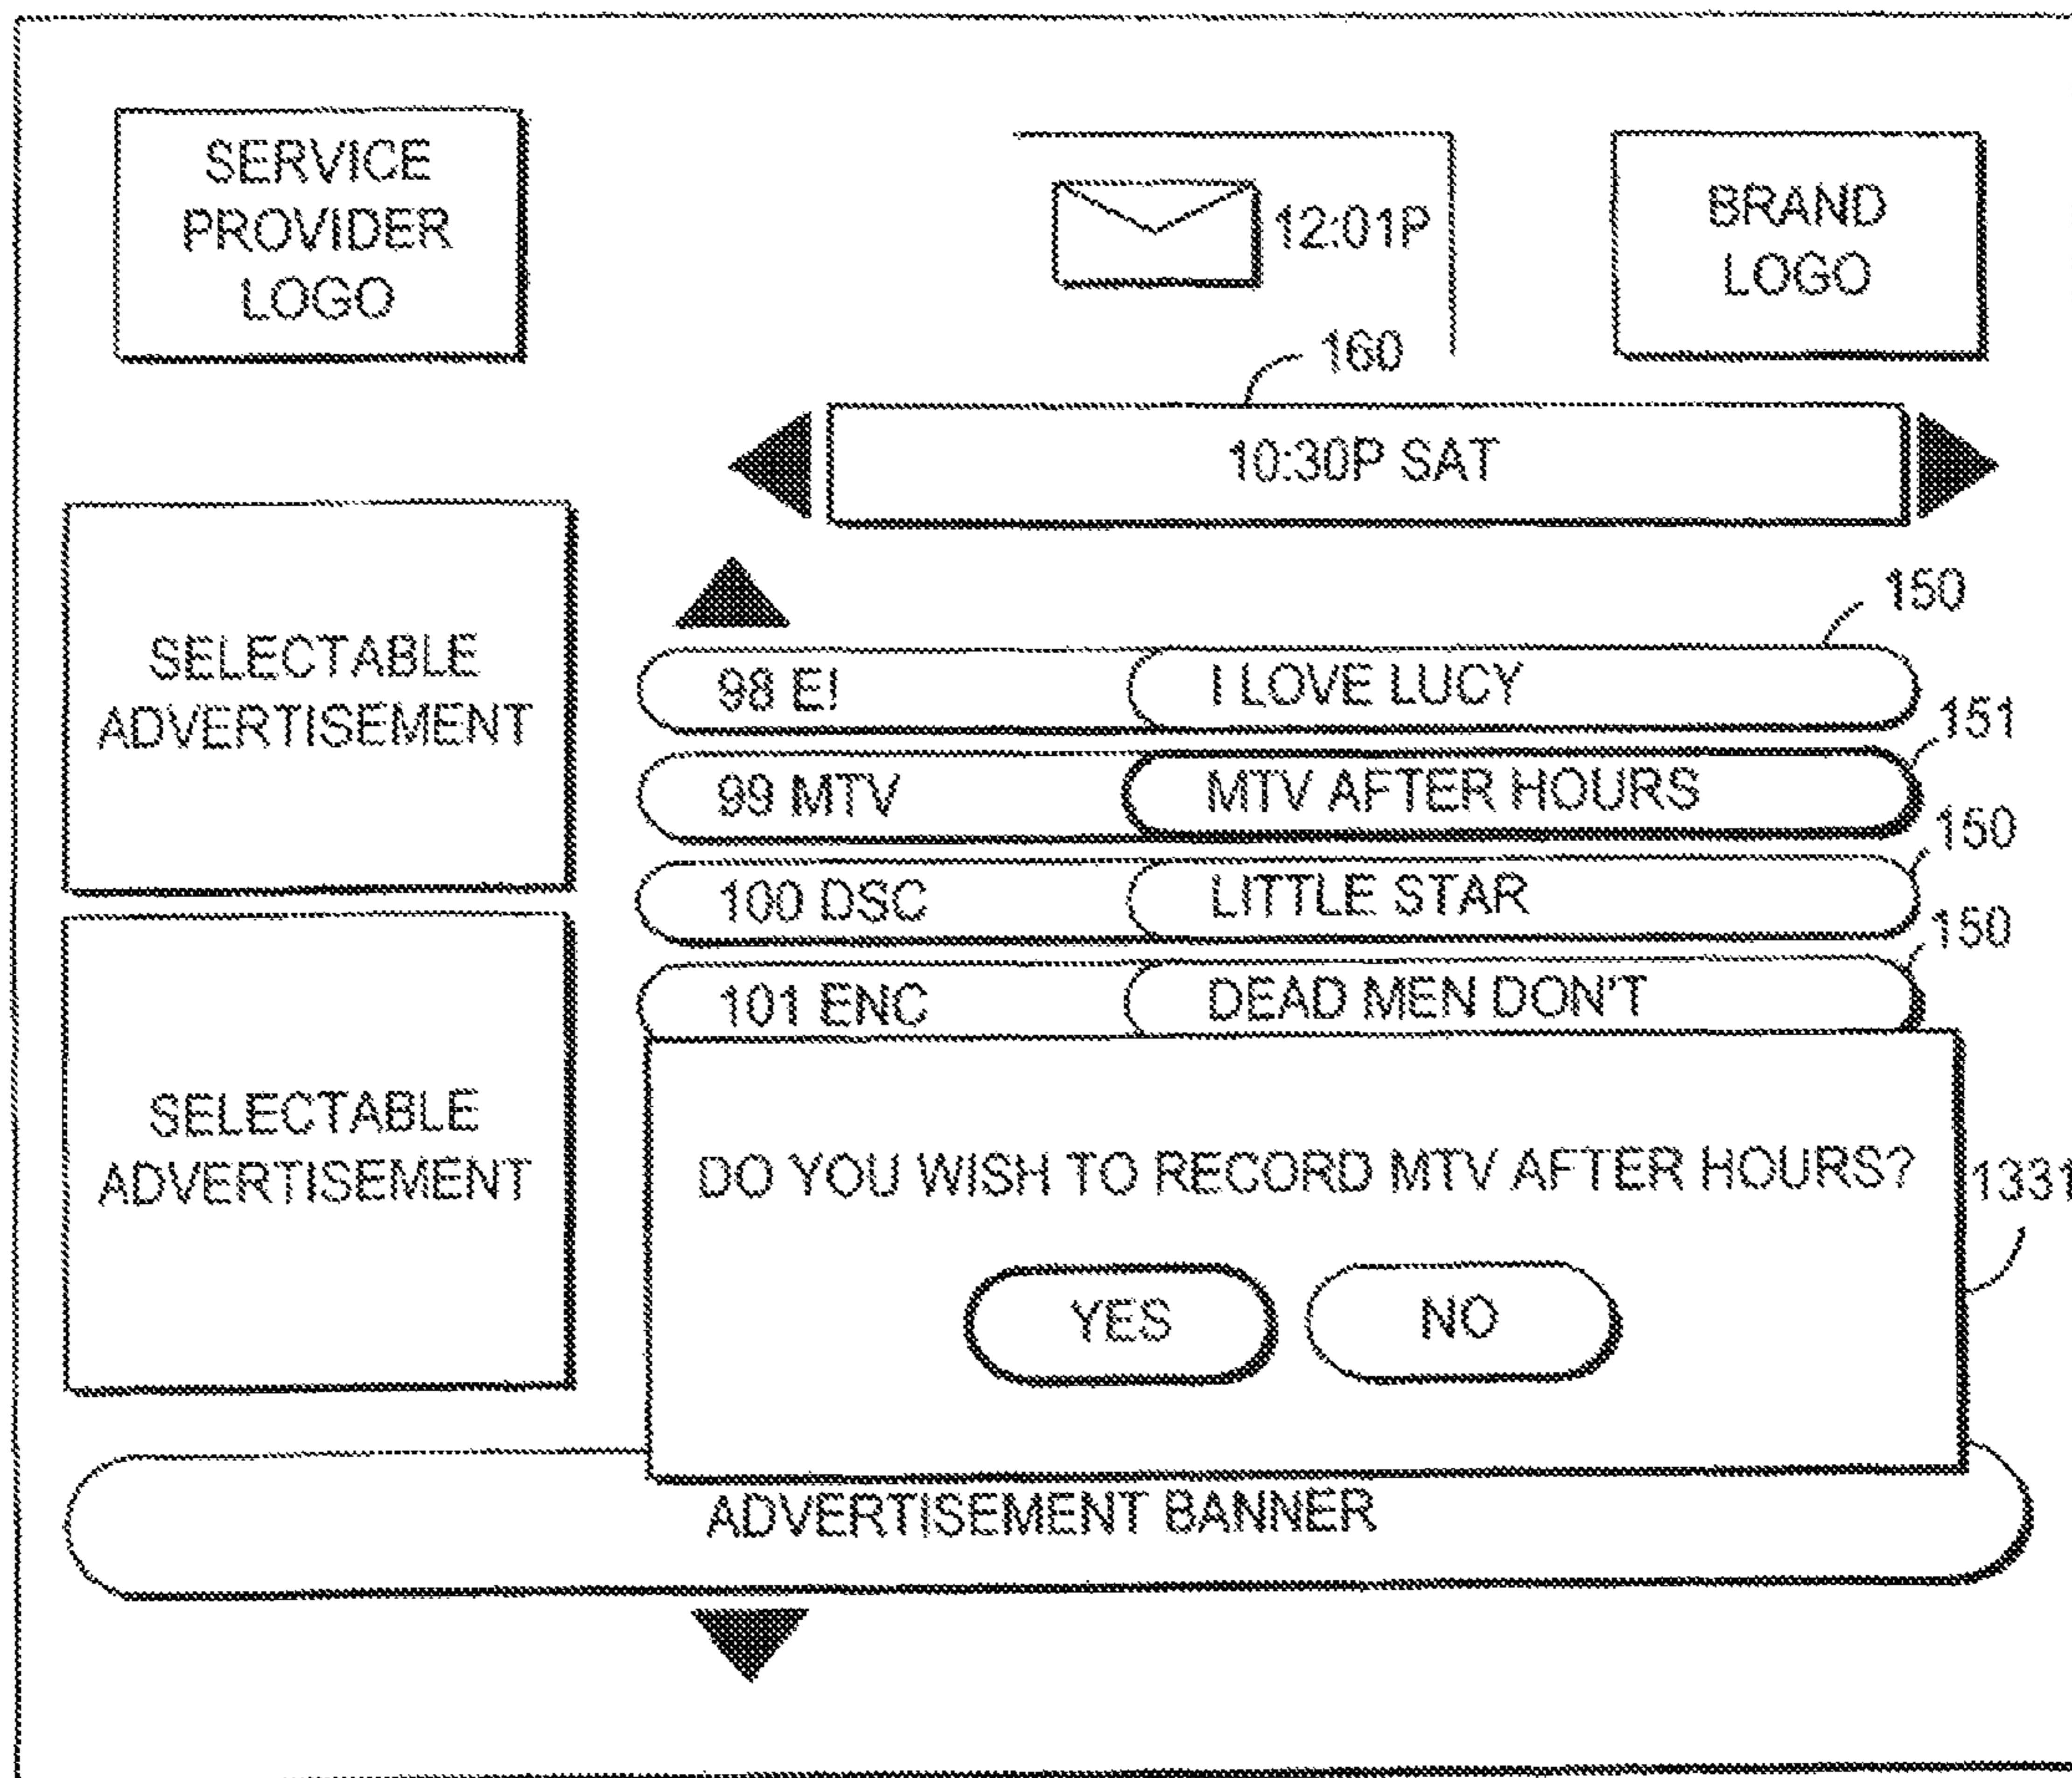 SERVICE
PROVIDER
LOGO
12:01P
BRAND
LOGO
160
10:30P SAT
SELECTABLE
ADVERTISEMENT
150
98 E! I LOVE LUCY
151
99 MTV MTV AFTER HOURS
150
100 DSC LITTLE STAR
150
101 ENC DEAD MEN DON'T
SELECTABLE
ADVERTISEMENT
DO YOU WISH TO RECORD MTV AFTER HOURS?
1331
YES NO
ADVERTISEMENT BANNER